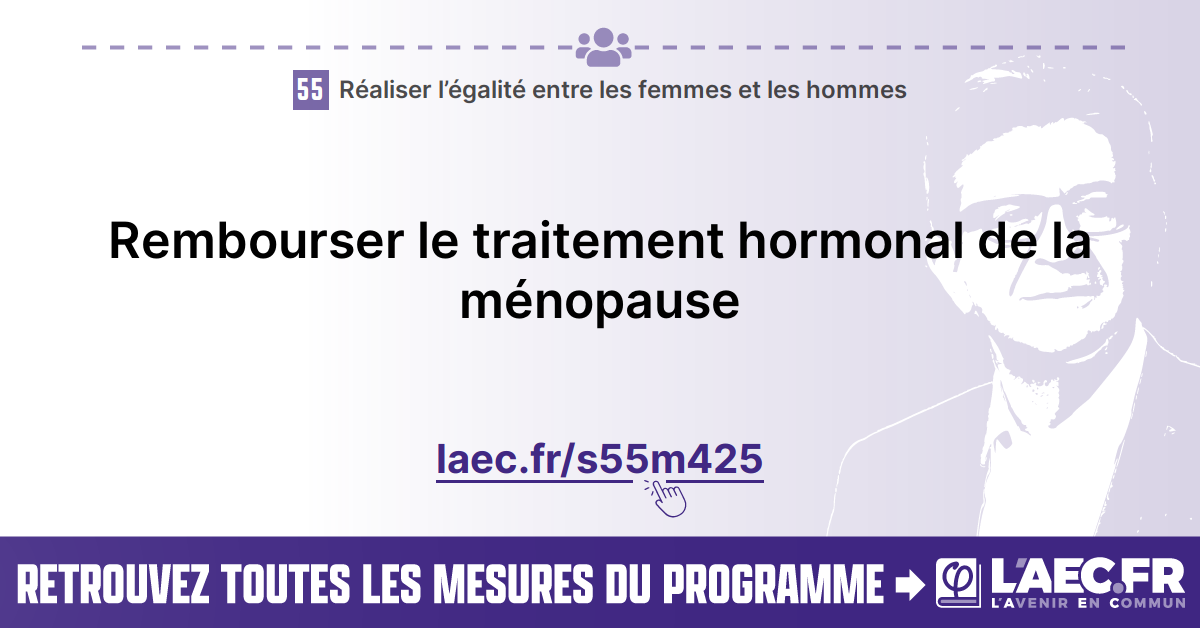 55 Réaliser l’égalité entre les femmes et les hommes
Rembourser le traitement hormonal de la
ménopause
laec.fr/s55m425
RETROUVEZ TOUTES LES MESURES DU PROGRAMME
L'AEC.FR
L'AVENIR EN COMMUN